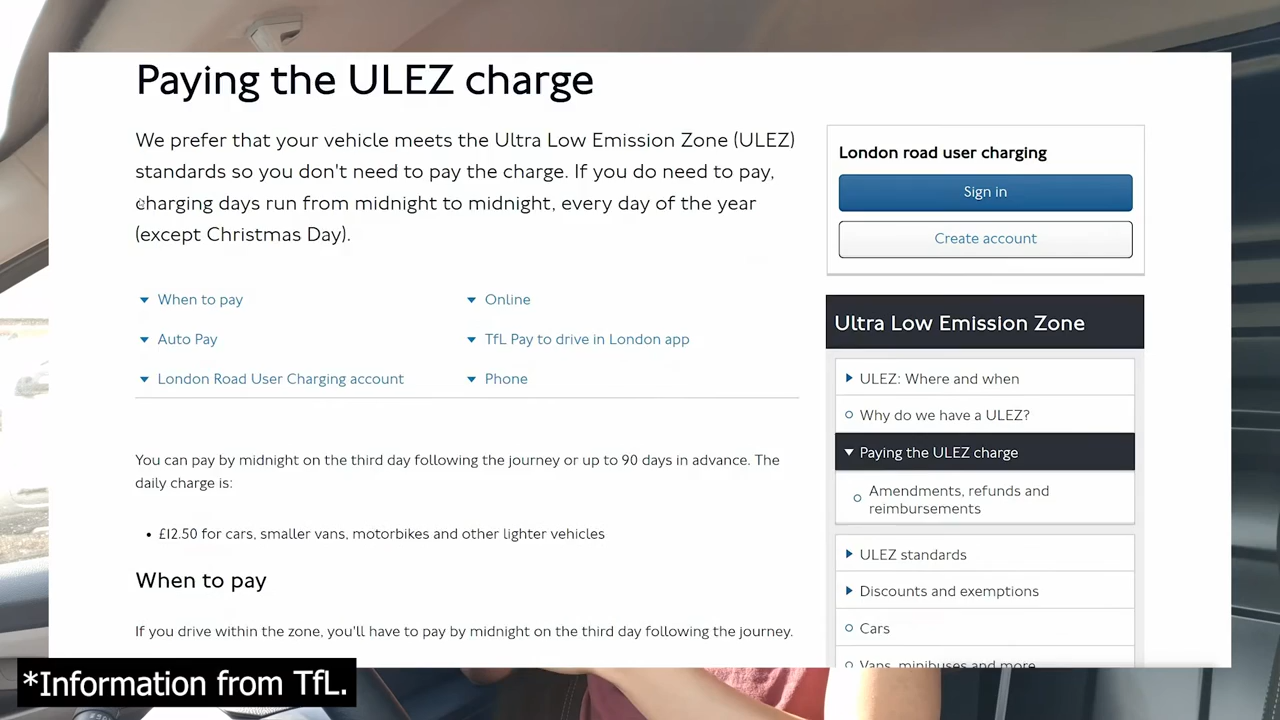 Paying the ULEZ charge
We prefer that your vehicle meets the Ultra Low Emission Zone (ULEZ)
standards so you don't need to pay the charge. If you do need to pay,
charging days run from midnight to midnight, every day of the year
(except Christmas Day).
When to pay
Auto Pay
London Road User Charging account
Online
TfL Pay to drive in London app
Phone
You can pay by midnight on the third day following the journey or up to 90 days in advance. The
daily charge is:
• £12.50 for cars, smaller vans, motorbikes and other lighter vehicles
When to pay
If you drive within the zone, you'll have to pay by midnight on the third day following the journey.
London road user charging
Sign in
Create account
Ultra Low Emission Zone
ULEZ: Where and when
Why do we have a ULEZ?
Paying the ULEZ charge
Amendments, refunds and
reimbursements
ULEZ standards
Discounts and exemptions
Cars
Vans, minibuses and more
*Information from TfL.